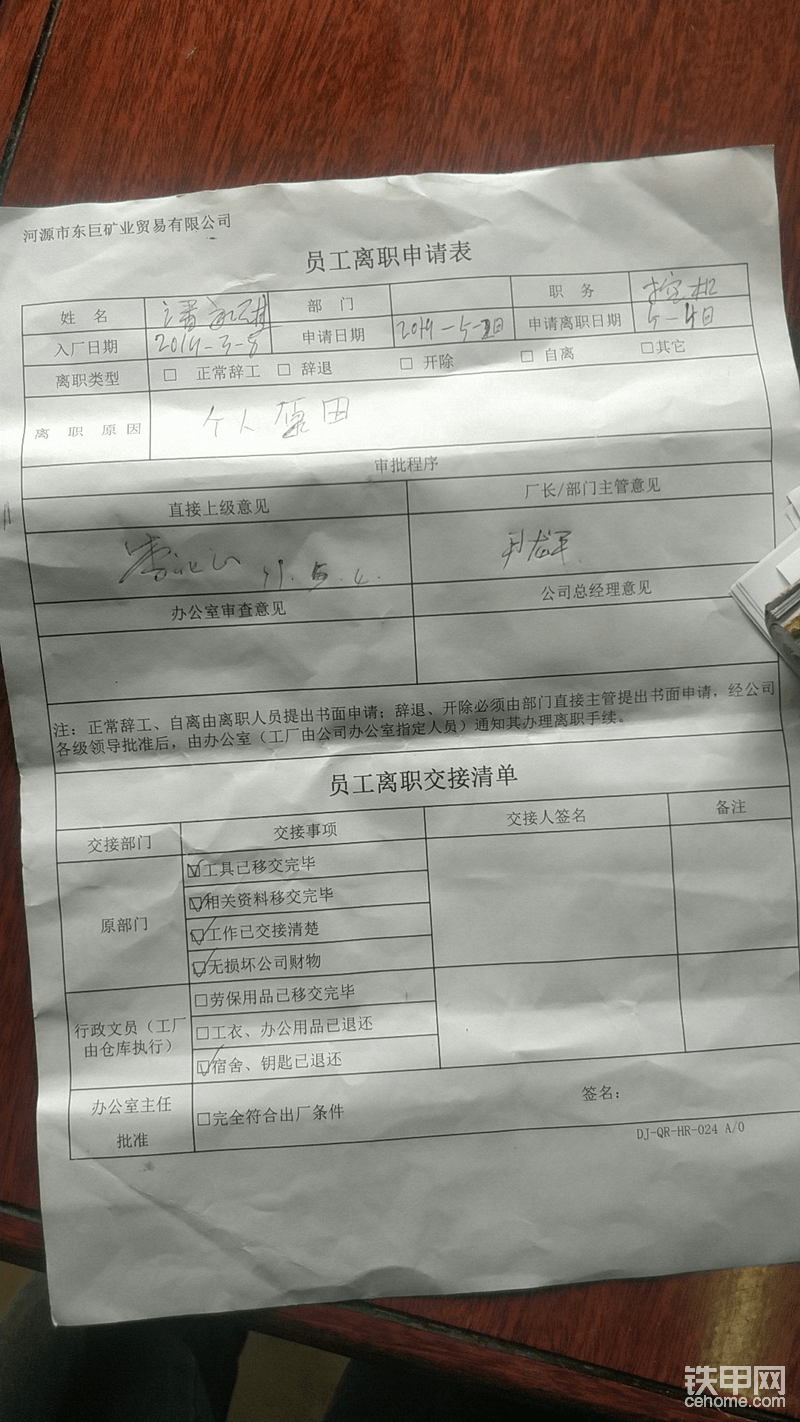 河源市东巨矿业贸易有限公司
员工离职申请表
姓 名 潘 部 门 职 务 挖机
入厂日期 2019-3-8 申请日期 2019-5- 日 申请离职日期 5-4日
离职类型 □ 正常辞工 □ 辞退 □ 开除 □ 自离 □其它
离 职 原 因 个人原因
审批程序
直接上级意见 厂长/部门主管意见
19.5.4.
办公室审查意见 公司总经理意见
注：正常辞工、自离由离职人员提出书面申请；辞退、开除必须由部门直接主管提出书面申请，经公司
各级领导批准后，由办公室（工厂由公司办公室指定人员）通知其办理离职手续。
员工离职交接清单
交接部门 交接事项 交接人签名 备注
原部门
☑工具已移交完毕
☑相关资料移交完毕
☑工作已交接清楚
☑无损坏公司财物
行政文员（工厂
由仓库执行）
□劳保用品已移交完毕
□工衣、办公用品已退还
☑宿舍、钥匙已退还
办公室主任
批准
□完全符合出厂条件 签名：
DJ-QR-HR-024 A/0
铁甲网
cehome.com